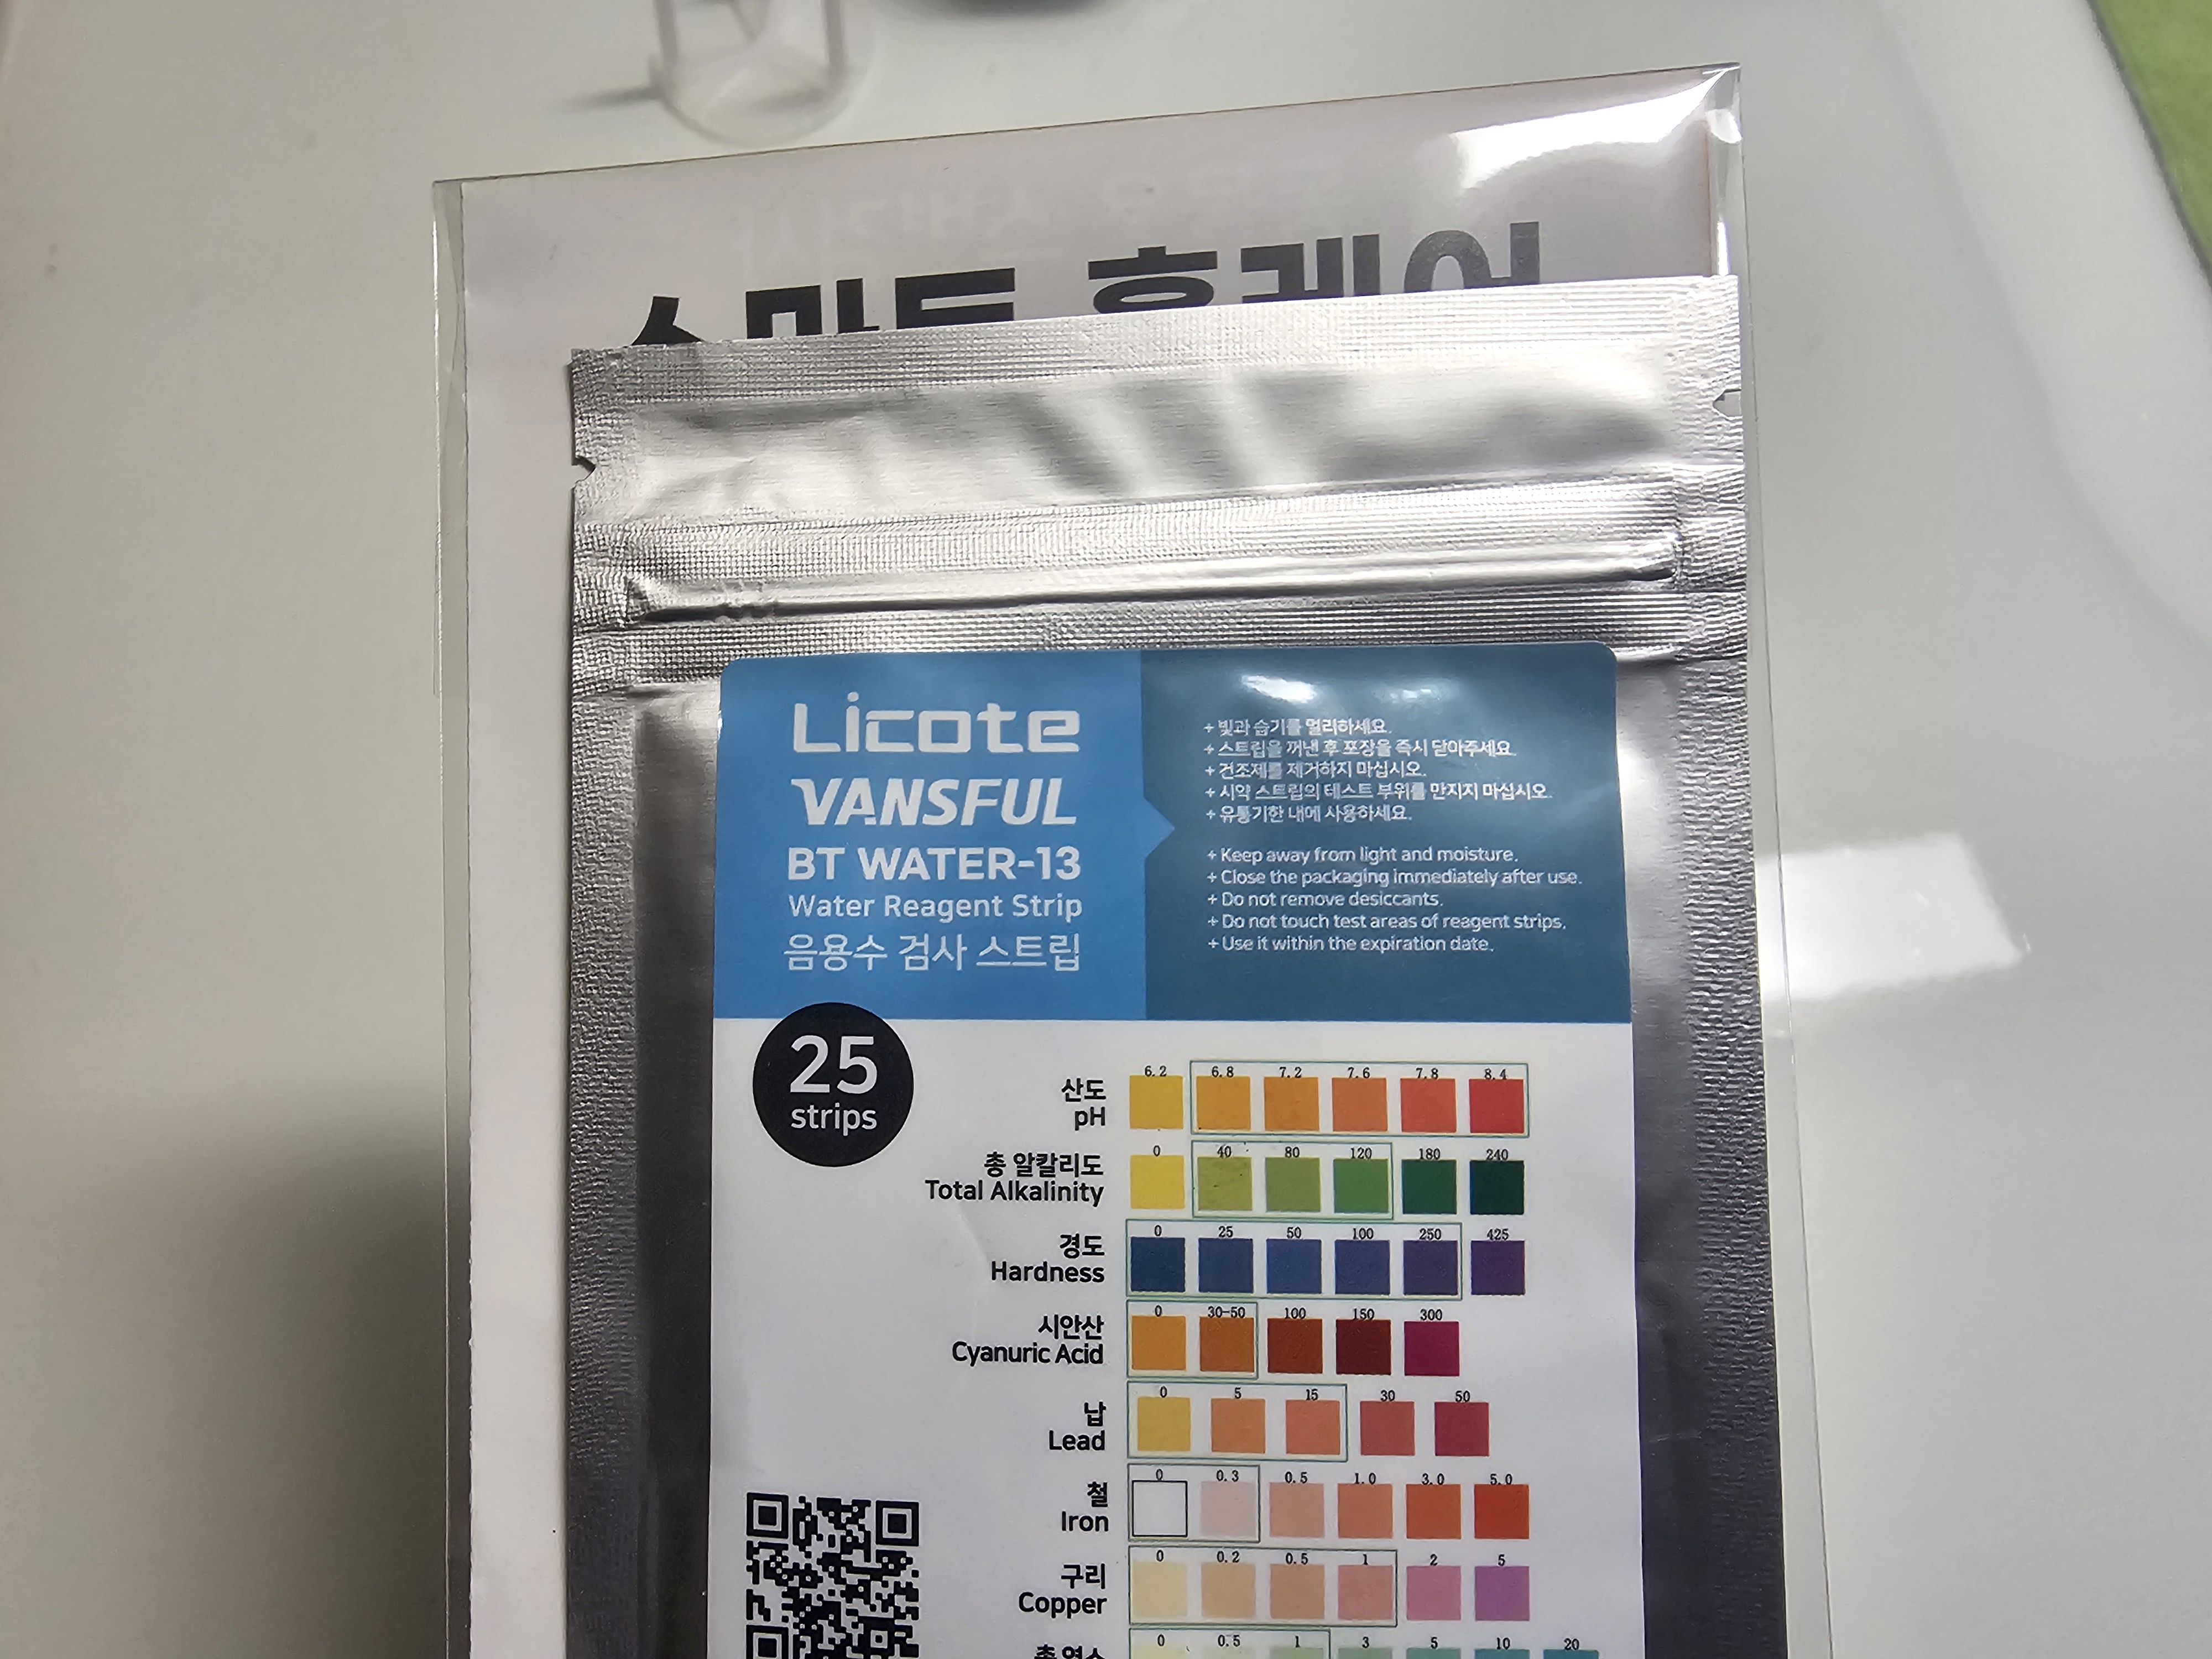 Licote
VANSFUL
BT WATER-13
Water Reagent Strip
음용수 검사 스트립
+ 빛과 습기를 멀리하세요.
+ 스트립을 꺼낸 후 포장을 즉시 닫아주세요.
+ 건조제를 제거하지 마십시오.
+ 시약 스트립의 테스트 부위를 만지지 마십시오.
+ 유통기한 내에 사용하세요.
+ Keep away from light and moisture.
+ Close the packaging immediately after use.
+ Do not remove desiccants.
+ Do not touch test areas of reagent strips.
+ Use it within the expiration date.
25
strips
6.2 6.8 7.2 7.6 7.8 8.4
산도
pH
0 40 80 120 180 240
총 알칼리도
Total Alkalinity
0 25 50 100 250 425
경도
Hardness
0 30-50 100 150 300
시안산
Cyanuric Acid
0 5 15 30 50
납
Lead
0 0.3 0.5 1.0 3.0 5.0
철
Iron
0 0.2 0.5 1 2 5
구리
Copper
0 0.5 1 3 5 10 20